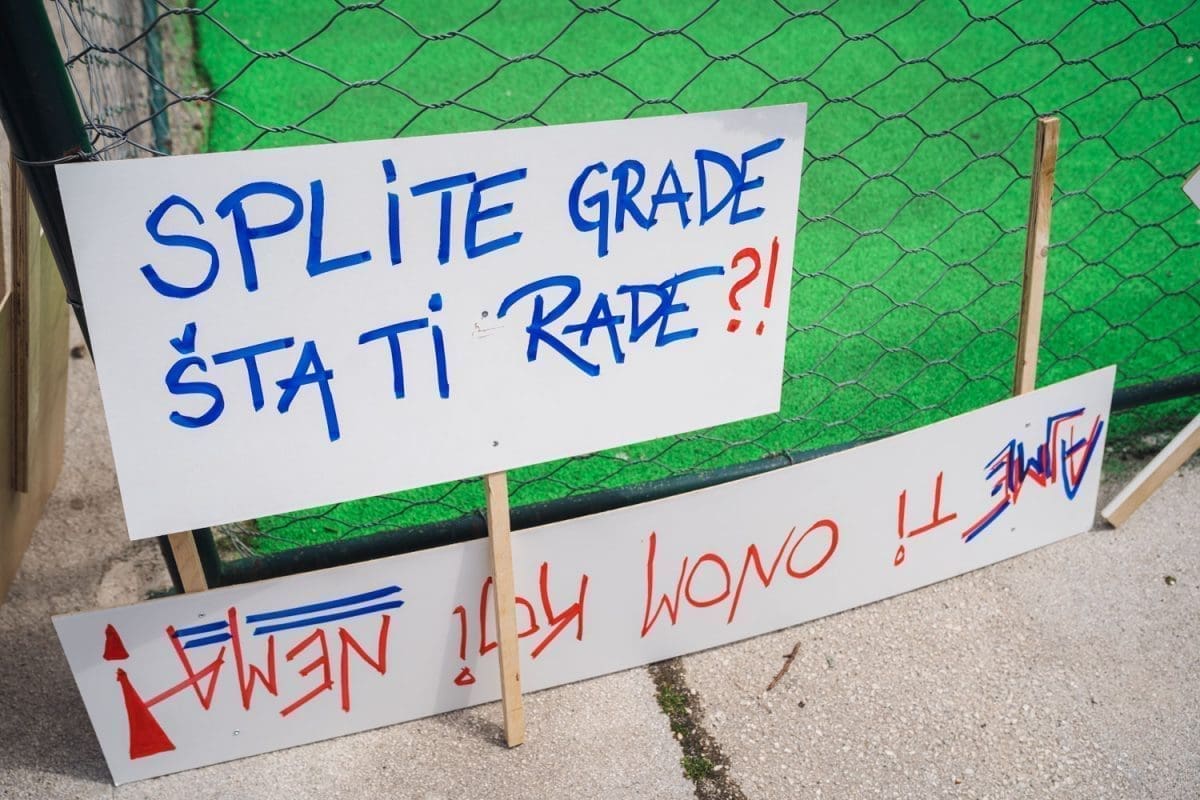 SPLiTE GRADE
ŠTA Ti RADE?!
AJME Ti ONOM KOJi NEMA!